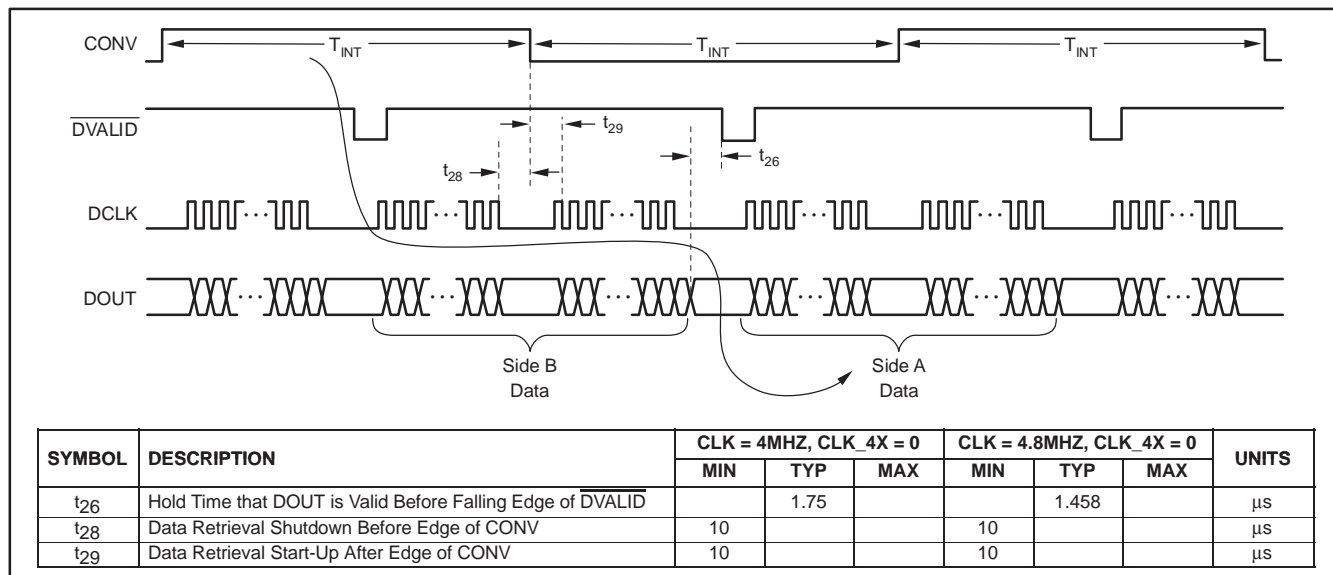 CONV
T_INT T_INT T_INT
DVALID
t_29
t_28 t_26
DCLK
··· ··· ··· ··· ··· ···
DOUT
··· ··· ··· ··· ··· ···
Side B Side A
Data Data
SYMBOL DESCRIPTION CLK = 4MHZ, CLK_4X = 0 CLK = 4.8MHZ, CLK_4X = 0 UNITS
MIN TYP MAX MIN TYP MAX
t26 Hold Time that DOUT is Valid Before Falling Edge of DVALID 1.75 1.458 μs
t28 Data Retrieval Shutdown Before Edge of CONV 10 10 μs
t29 Data Retrieval Start-Up After Edge of CONV 10 10 μs